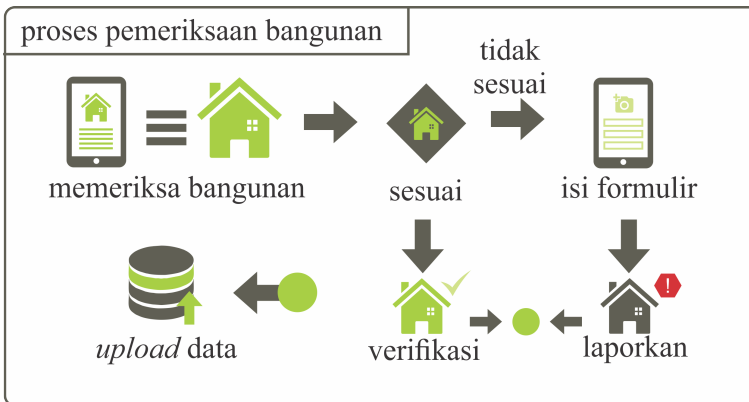 proses pemeriksaan bangunan
tidak
sesuai
memeriksa bangunan
sesuai
isi formulir
upload data
verifikasi
laporkan
!